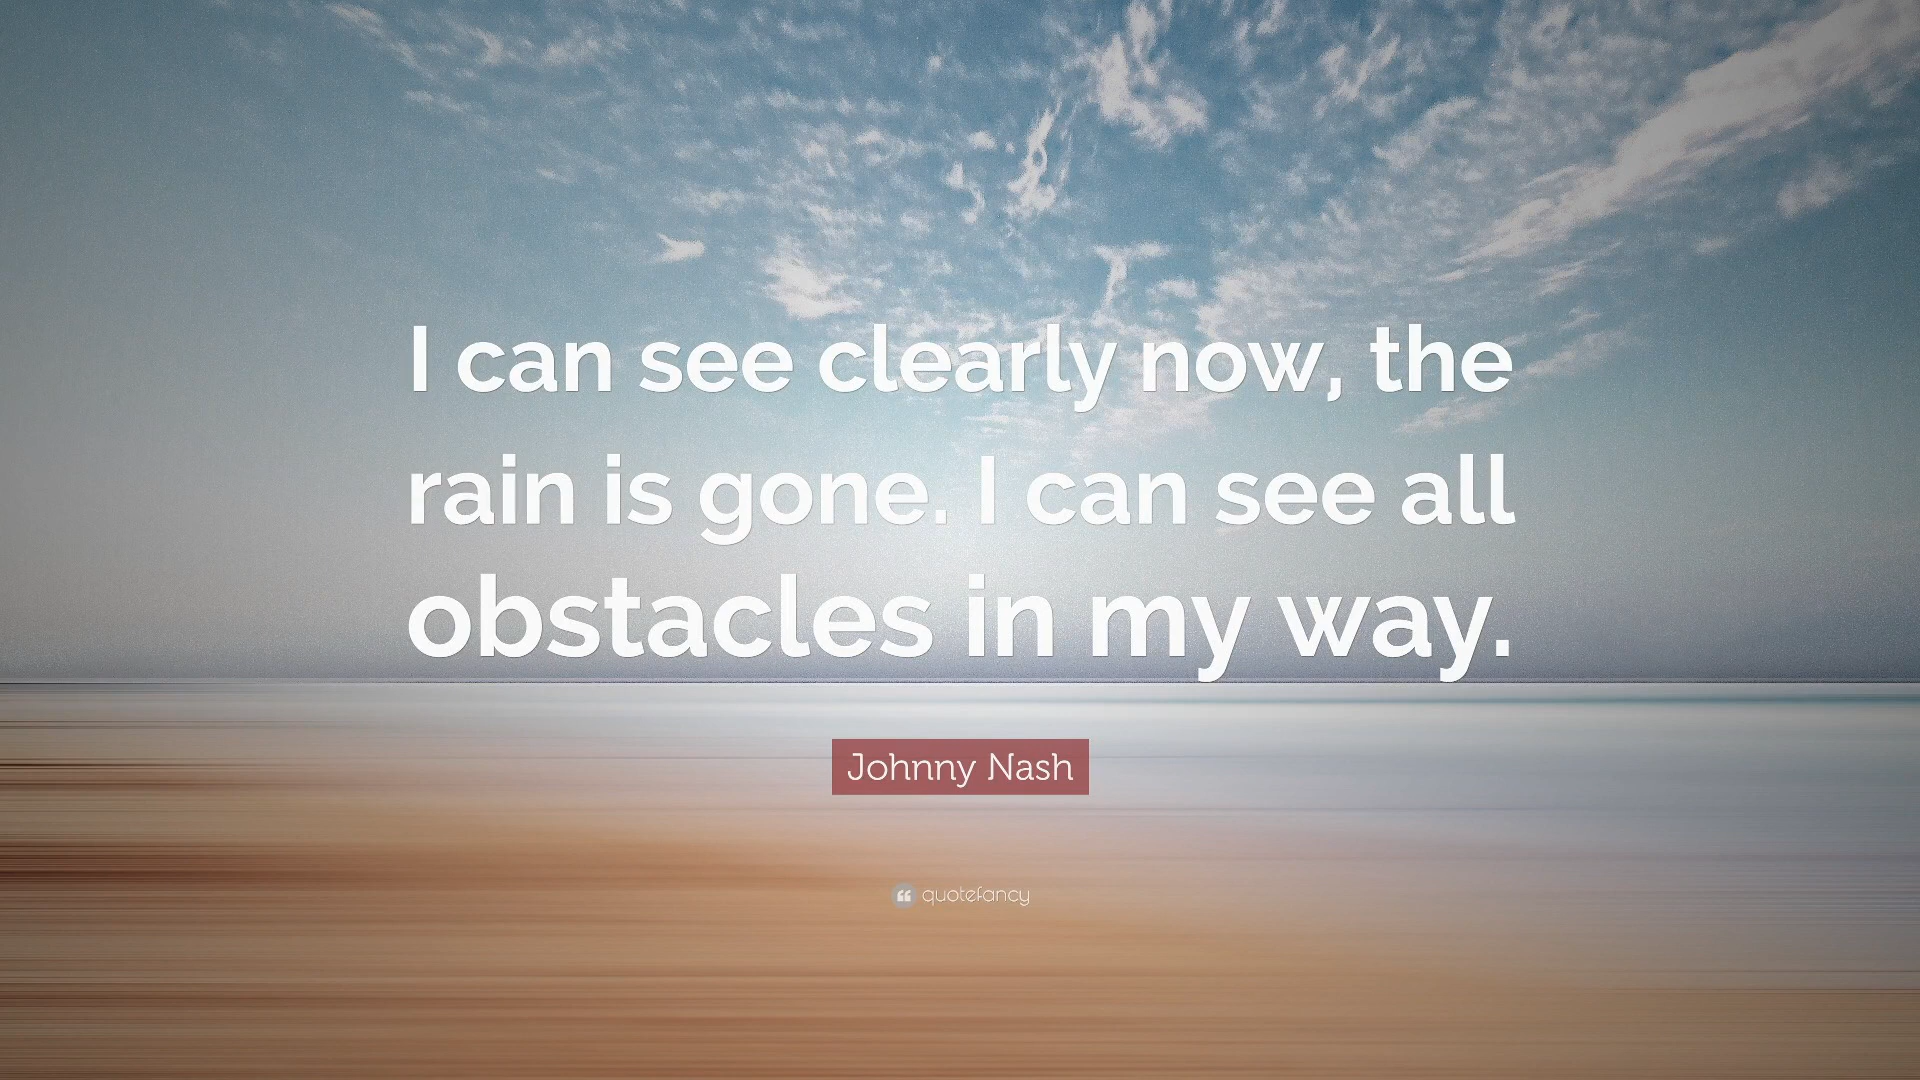 I can see clearly now, the
rain is gone. I can see all
obstacles in my way.
Johnny Nash
quotefancy